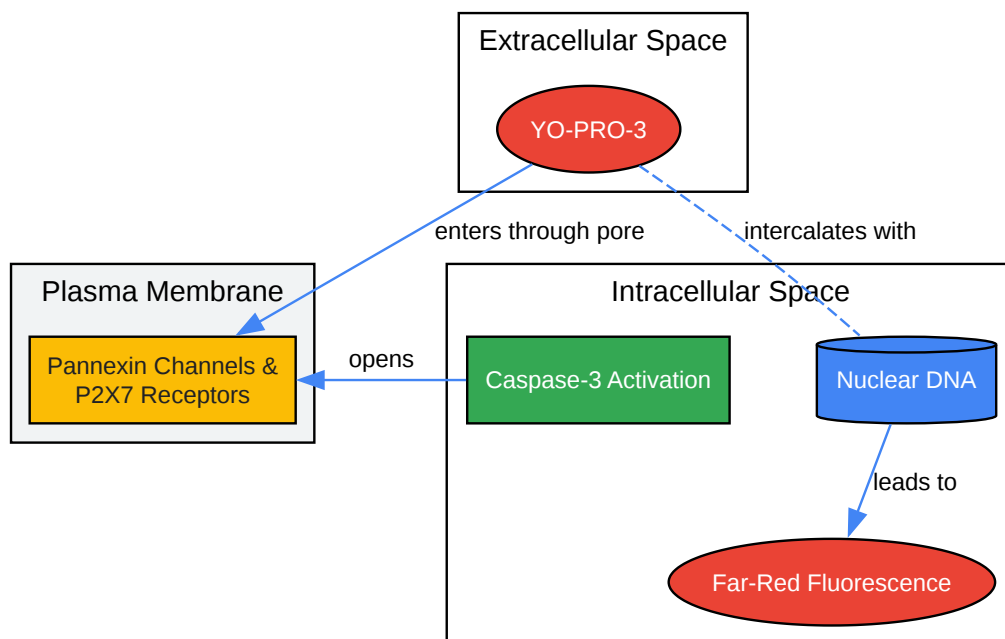 Extracellular Space
YO-PRO-3
enters through pore
intercalates with
Plasma Membrane
Intracellular Space
Pannexin Channels &
P2X7 Receptors
opens
Caspase-3 Activation
Nuclear DNA
leads to
Far-Red Fluorescence